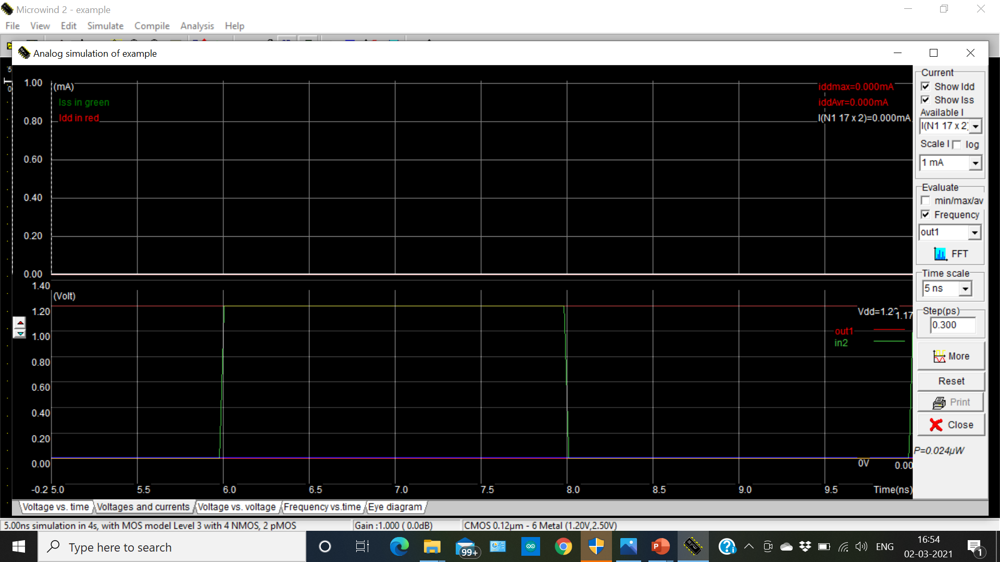 Microwind 2 - example
File View Edit Simulate Compile Analysis Help
Analog simulation of example
5
0
1.00
(mA)
Iss in green
Idd in red
0.80
0.60
0.40
0.20
0.00
iddmax=0.000mA
iddAvr=0.000mA
I(N1 17 x 2)=0.000mA
1.40
(Volt)
1.20
1.00
0.80
0.60
0.40
0.20
0.00
-0.2
Vdd=1.2
1.17
out1
in2
0V
0.00
5.0 5.5 6.0 6.5 7.0 7.5 8.0 8.5 9.0 9.5 Time(ns)
Current
Show Idd
Show Iss
Available I
I(N1 17 x 2)
Scale I log
1 mA
Evaluate
min/max/av
Frequency
out1
FFT
Time scale
5 ns
Step(ps)
0.300
More
Reset
Print
Close
P=0.024µW
Voltage vs. time Voltages and currents Voltage vs. voltage Frequency vs.time Eye diagram
5.00ns simulation in 4s, with MOS model Level 3 with 4 NMOS, 2 pMOS Gain :1.000 ( 0.0dB) CMOS 0.12µm - 6 Metal (1.20V,2.50V)
Type here to search
99+
P
ENG
16:54
02-03-2021
1